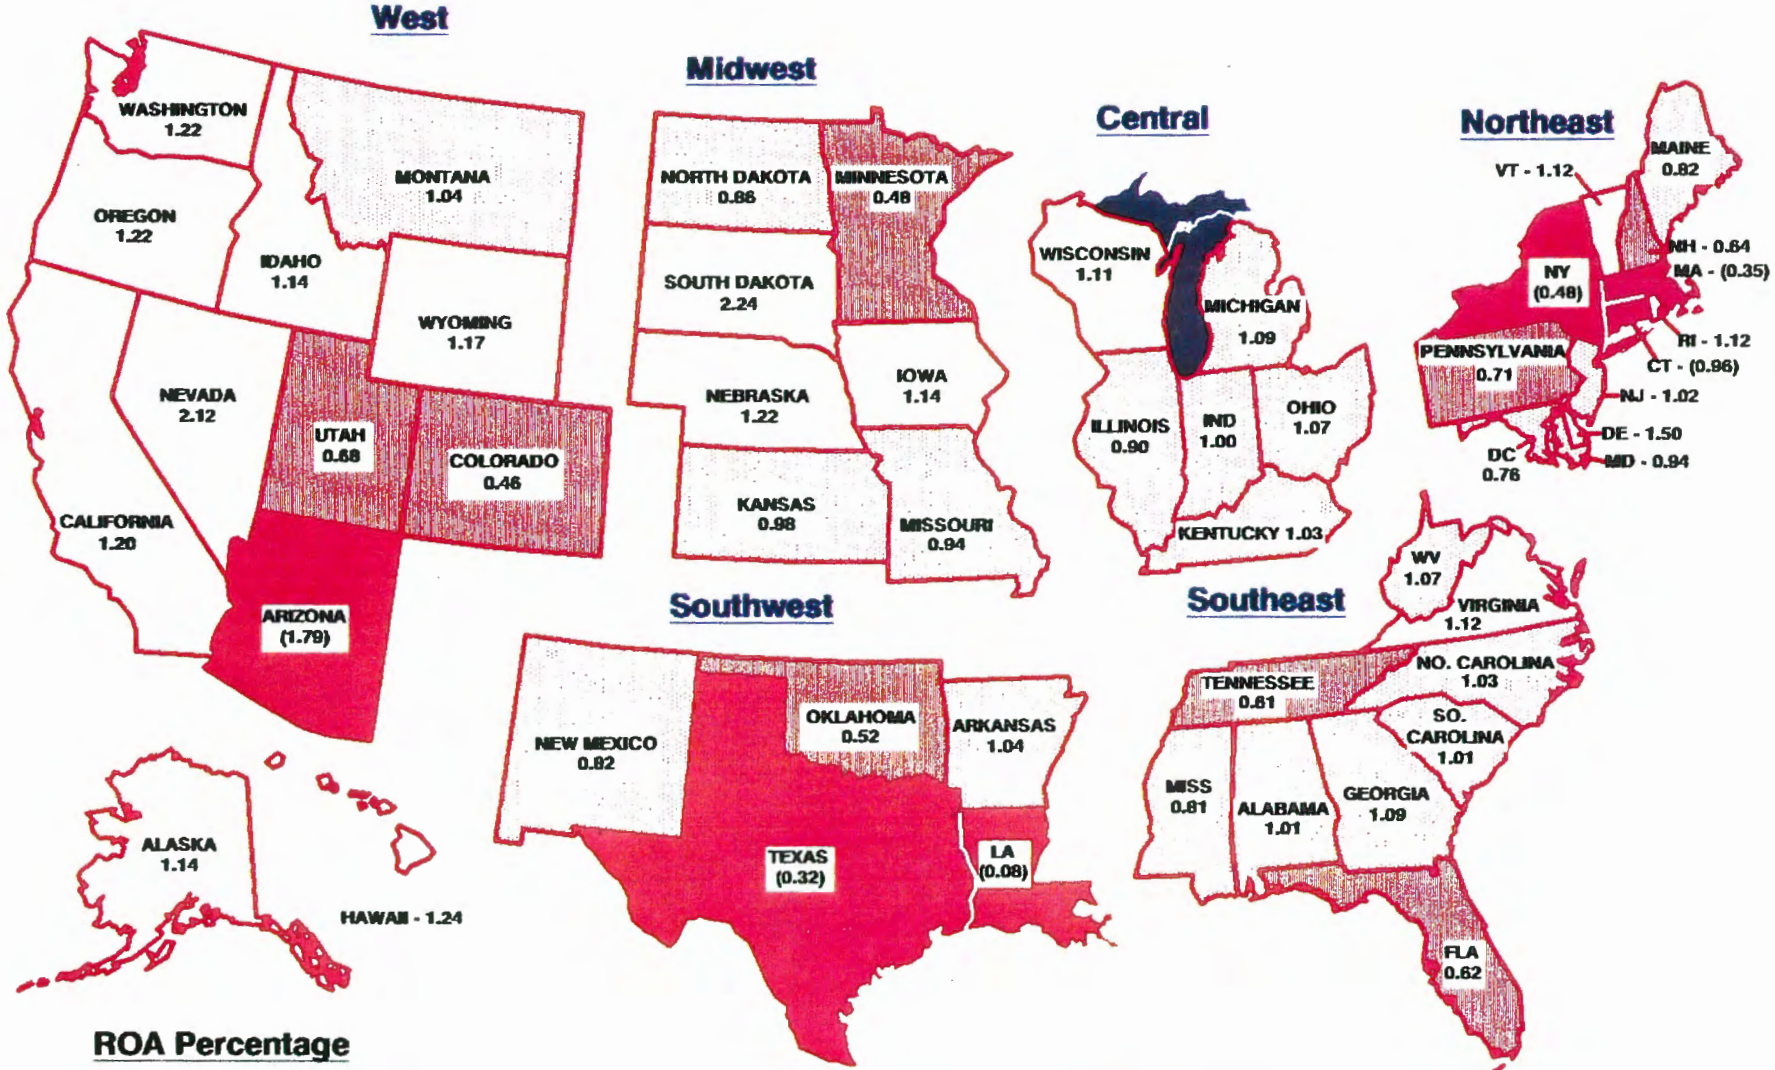 West
WASHINGTON
1.22
MONTANA
1.04
OREGON
1.22
IDAHO
1.14
WYOMING
1.17
NEVADA
2.12
UTAH
0.68
COLORADO
0.46
CALIFORNIA
1.20
ARIZONA
(1.79)
ALASKA
1.14
HAWAII - 1.24
ROA Percentage
Midwest
NORTH DAKOTA
0.86
MINNESOTA
0.48
SOUTH DAKOTA
2.24
NEBRASKA
1.22
IOWA
1.14
KANSAS
0.98
MISSOURI
0.94
Central
WISCONSIN
1.11
MICHIGAN
1.09
ILLINOIS
0.90
IND
1.00
OHIO
1.07
KENTUCKY 1.03
Northeast
MAINE
0.82
VT - 1.12
NH - 0.64
MA - (0.35)
NY
(0.48)
RI - 1.12
CT - (0.96)
PENNSYLVANIA
0.71
NJ - 1.02
DE - 1.50
MD - 0.94
DC
0.76
Southwest
NEW MEXICO
0.82
OKLAHOMA
0.52
ARKANSAS
1.04
TEXAS
(0.32)
LA
(0.08)
Southeast
WV
1.07
VIRGINIA
1.12
NO. CAROLINA
1.03
TENNESSEE
0.61
SO.
CAROLINA
1.01
MISS
0.81
ALABAMA
1.01
GEORGIA
1.09
FLA
0.62